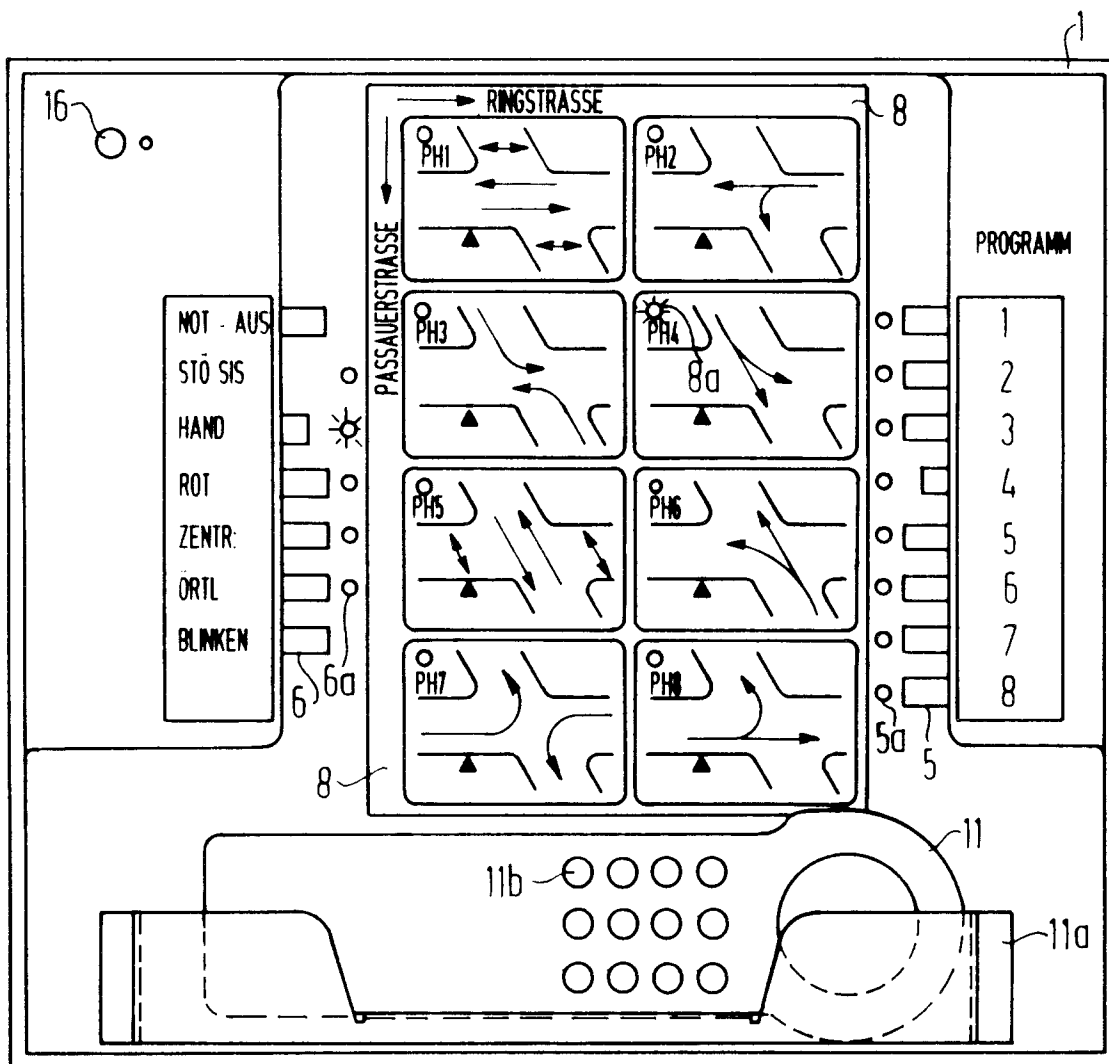 1
16
RINGSTRASSE
8
PASSAUERSTRASSE
PH1
PH2
PH3
PH4
8a
PH5
PH6
PH7
PH8
8
NOT - AUS
STÖ SIS
HAND
ROT
ZENTR:
ÖRTL
BLINKEN
6
6a
PROGRAMM
1
2
3
4
5
6
7
8
5a
5
11
11b
11a